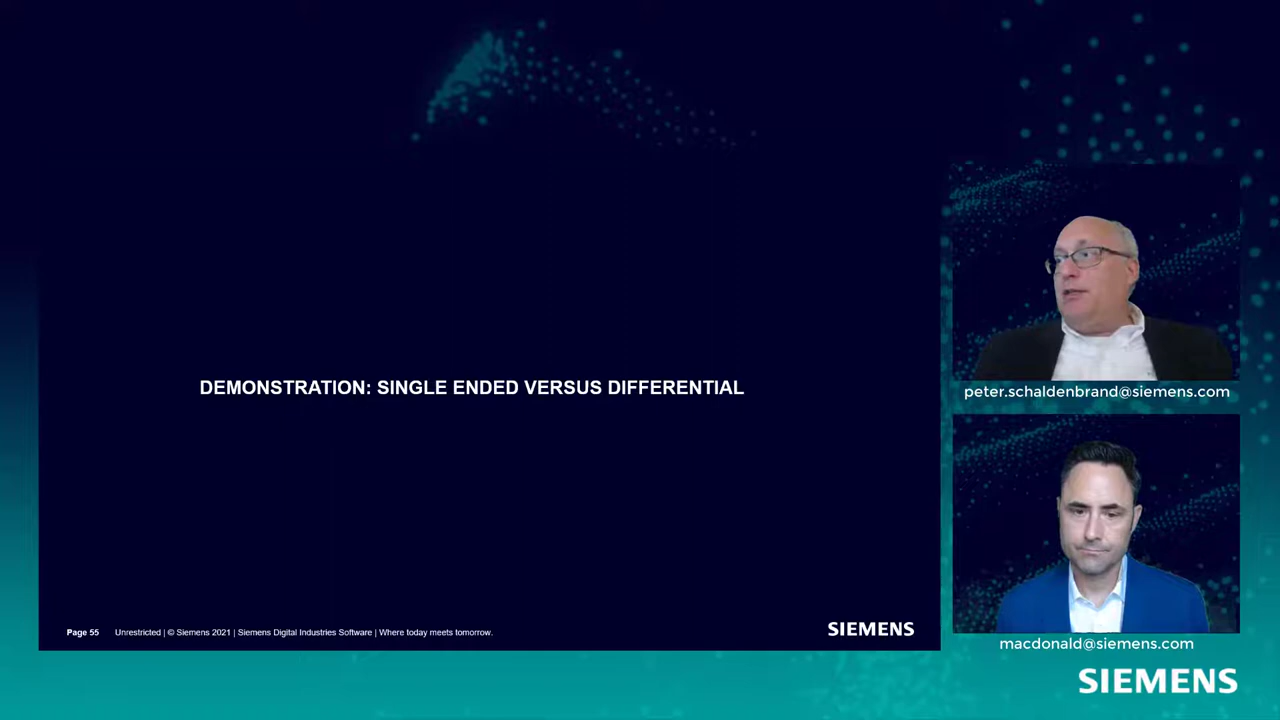 DEMONSTRATION: SINGLE ENDED VERSUS DIFFERENTIAL
peter.schaldenbrand@siemens.com
Page 55 Unrestricted | © Siemens 2021 | Siemens Digital Industries Software | Where today meets tomorrow.
SIEMENS
macdonald@siemens.com
SIEMENS